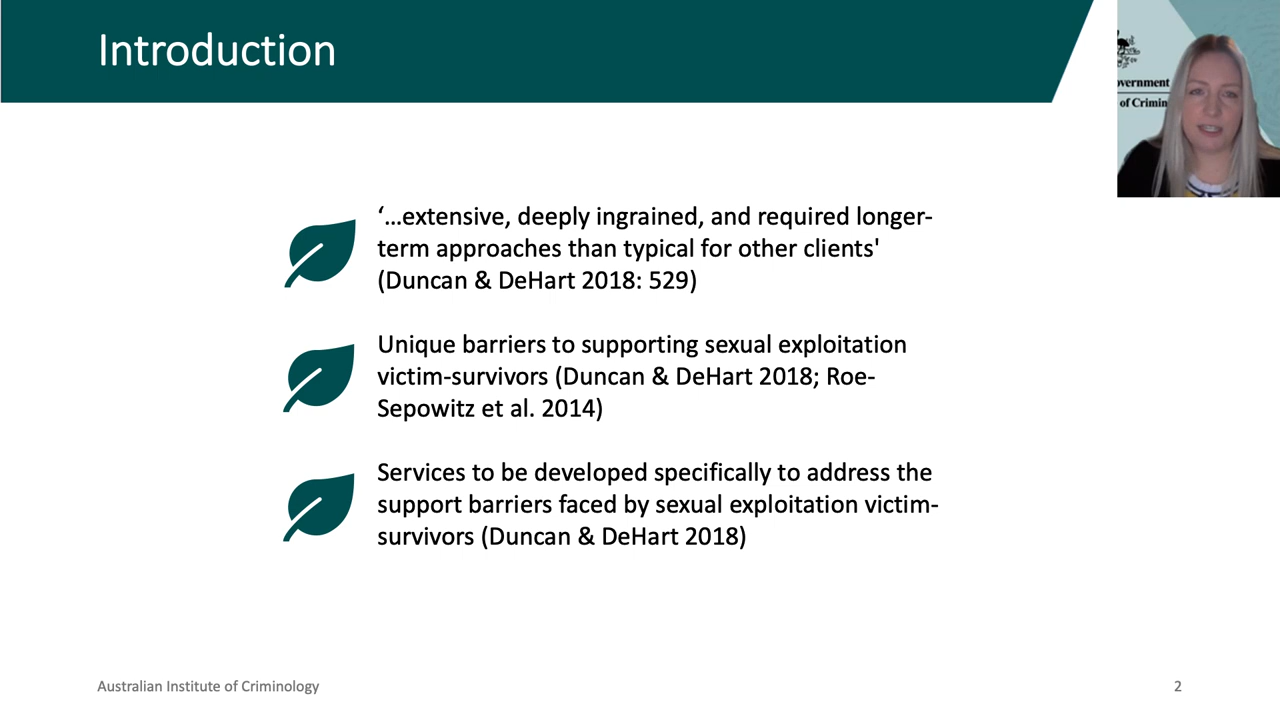 Introduction
vernment
of Crimin
‘…extensive, deeply ingrained, and required longer-
term approaches than typical for other clients'
(Duncan & DeHart 2018: 529)
Unique barriers to supporting sexual exploitation
victim-survivors (Duncan & DeHart 2018; Roe-
Sepowitz et al. 2014)
Services to be developed specifically to address the
support barriers faced by sexual exploitation victim-
survivors (Duncan & DeHart 2018)
Australian Institute of Criminology
2